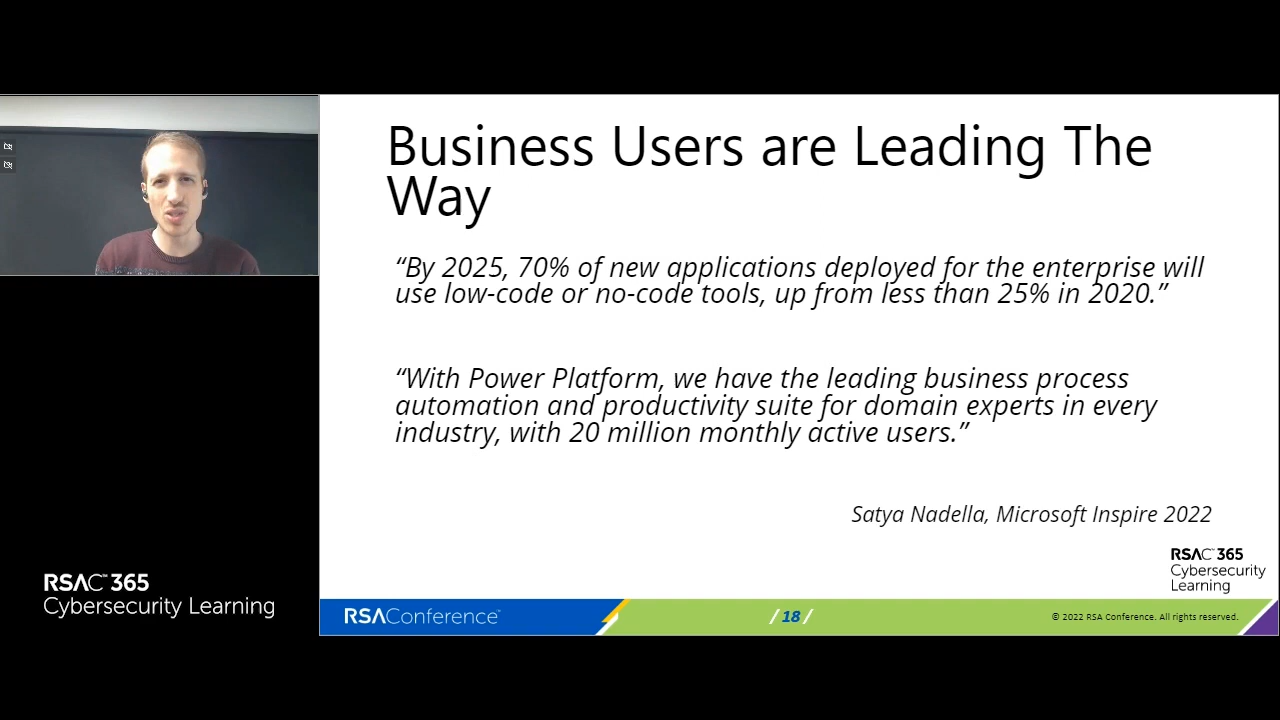 Business Users are Leading The
Way
“By 2025, 70% of new applications deployed for the enterprise will
use low-code or no-code tools, up from less than 25% in 2020.”
“With Power Platform, we have the leading business process
automation and productivity suite for domain experts in every
industry, with 20 million monthly active users.”
Satya Nadella, Microsoft Inspire 2022
RSAC™ 365
Cybersecurity
Learning
RSAC™ 365
Cybersecurity Learning
RSAConference™
/ 18 /
© 2022 RSA Conference. All rights reserved.